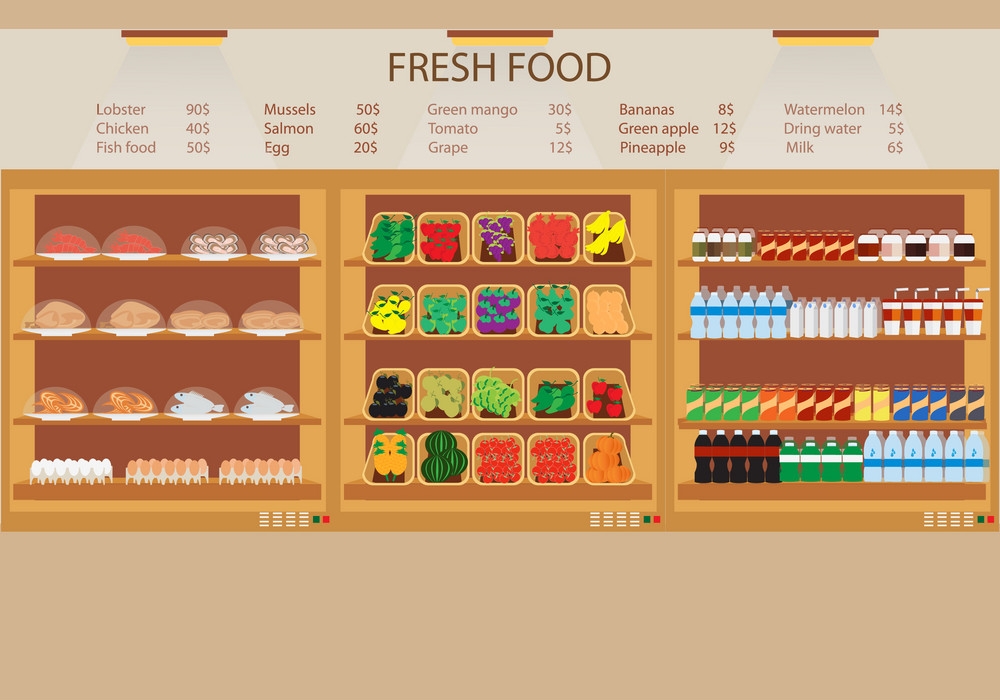 FRESH FOOD
Lobster 90$ Mussels 50$ Green mango 30$ Bananas 8$ Watermelon 14$
Chicken 40$ Salmon 60$ Tomato 5$ Green apple 12$ Dring water 5$
Fish food 50$ Egg 20$ Grape 12$ Pineapple 9$ Milk 6$